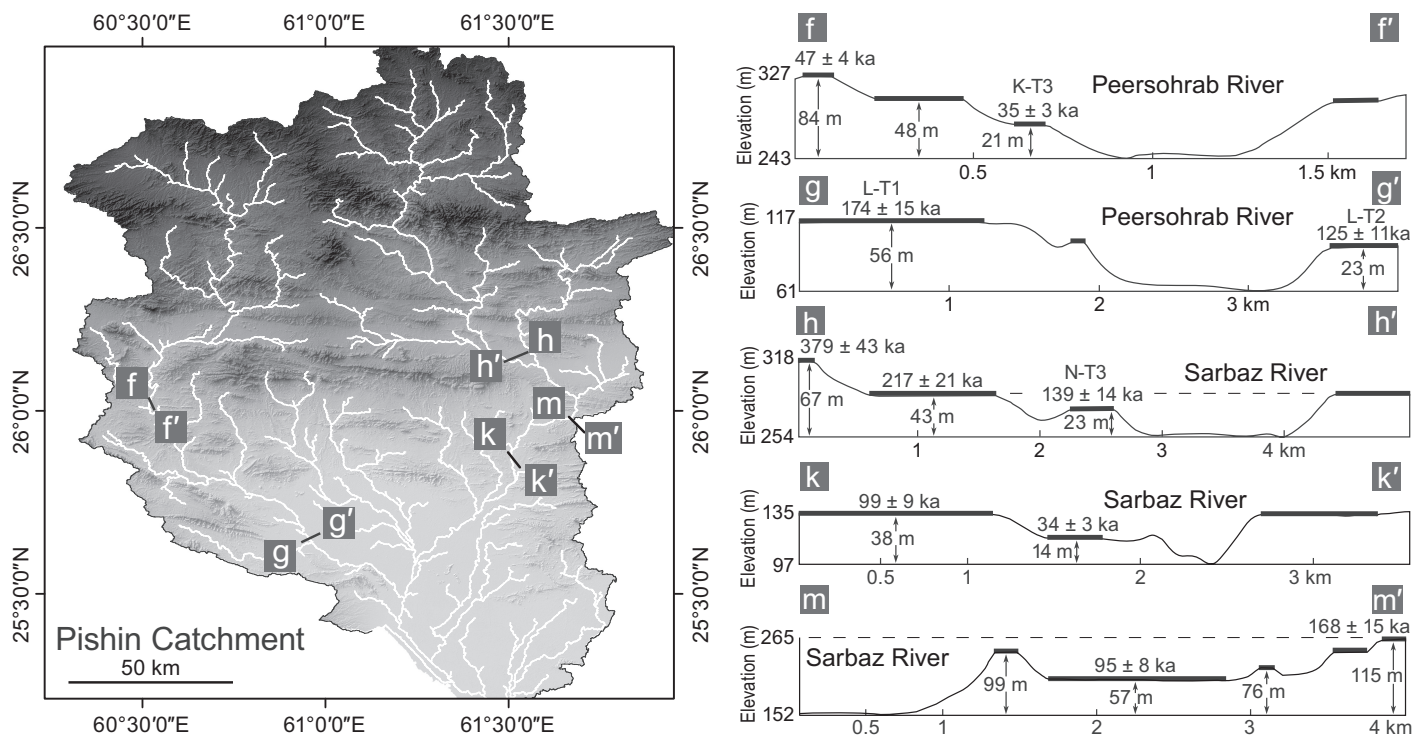 60°30′0″E 61°0′0″E 61°30′0″E
26°30′0″N 26°0′0″N 25°30′0″N
26°30′0″N 26°0′0″N 25°30′0″N
h
h′
f
f′
m
m′
k
k′
g′
g
Pishin Catchment
50 km
60°30′0″E 61°0′0″E 61°30′0″E
f f′
Elevation (m)
327
243
47 ± 4 ka
84 m
48 m
K-T3
35 ± 3 ka
21 m
Peersohrab River
0.5 1 1.5 km
g g′
Elevation (m)
117
61
L-T1
174 ± 15 ka
56 m
Peersohrab River
L-T2
125 ± 11ka
23 m
1 2 3 km
h h′
Elevation (m)
318
254
379 ± 43 ka
67 m
217 ± 21 ka
43 m
N-T3
139 ± 14 ka
23 m
Sarbaz River
1 2 3 4 km
k k′
Elevation (m)
135
97
99 ± 9 ka
38 m
34 ± 3 ka
14 m
Sarbaz River
0.5 1 2 3 km
m m′
Elevation (m)
265
152
Sarbaz River
99 m
95 ± 8 ka
57 m
76 m
168 ± 15 ka
115 m
0.5 1 2 3 4 km